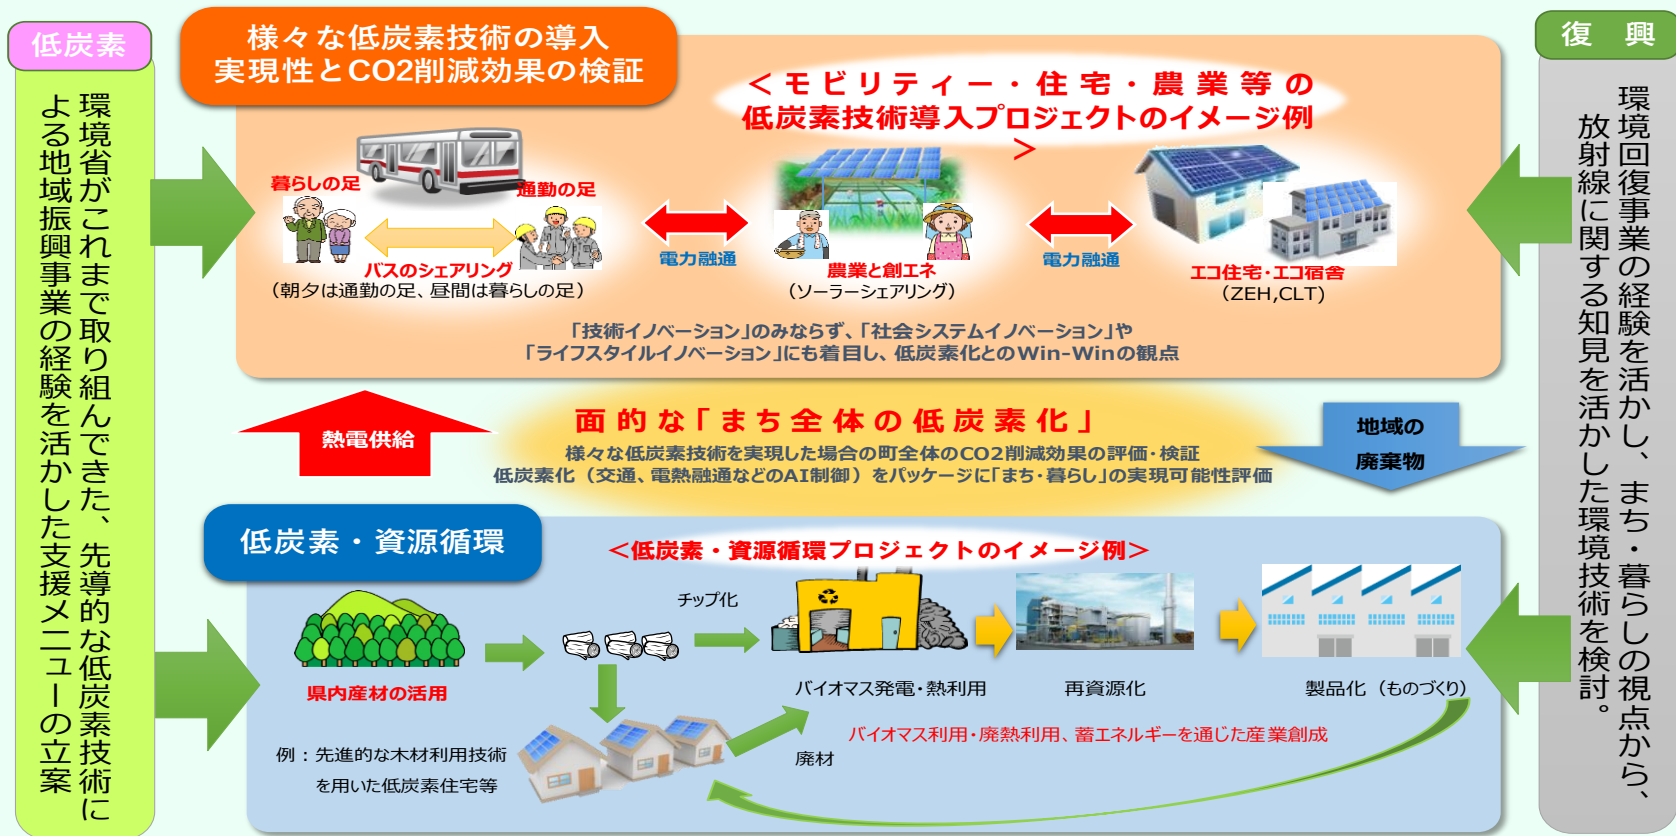 低炭素
環境省がこれまで取り組んできた、先導的な低炭素技術に
よる地域振興事業の経験を活かした支援メニューの立案
様々な低炭素技術の導入
実現性とCO2削減効果の検証
＜モビリティー・住宅・農業等の
低炭素技術導入プロジェクトのイメージ例
＞
暮らしの足
通勤の足
バスのシェアリング
（朝夕は通勤の足、昼間は暮らしの足）
電力融通
農業と創エネ
（ソーラーシェアリング）
電力融通
エコ住宅・エコ宿舎
（ZEH,CLT）
「技術イノベーション」のみならず、「社会システムイノベーション」や
「ライフスタイルイノベーション」にも着目し、低炭素化とのWin-Winの観点
熱電供給
面的な「まち全体の低炭素化」
様々な低炭素技術を実現した場合の町全体のCO2削減効果の評価・検証
低炭素化（交通、電熱融通などのAI制御）をパッケージに「まち・暮らし」の実現可能性評価
地域の
廃棄物
低炭素・資源循環
＜低炭素・資源循環プロジェクトのイメージ例＞
チップ化
県内産材の活用
バイオマス発電・熱利用
再資源化
製品化（ものづくり）
バイオマス利用・廃熱利用、蓄エネルギーを通じた産業創成
廃材
例：先進的な木材利用技術
を用いた低炭素住宅等
復　興
環境回復事業の経験を活かし、まち・暮らしの視点から、
放射線に関する知見を活かした環境技術を検討。